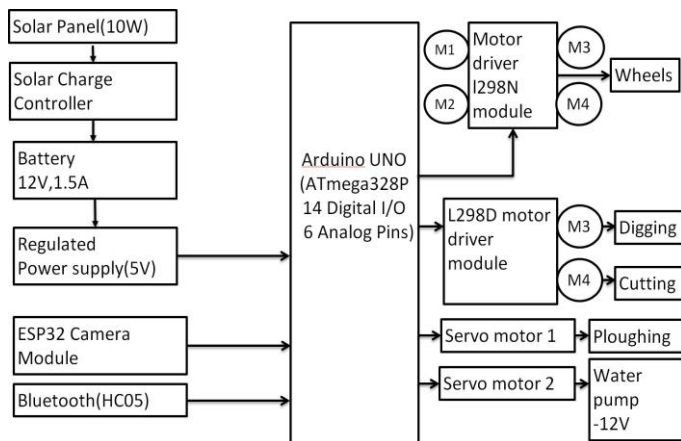 Solar Panel(10W)
Solar Charge
Controller
Battery
12V,1.5A
Regulated
Power supply(5V)
ESP32 Camera
Module
Bluetooth(HC05)
Arduino UNO
(ATmega328P
14 Digital I/O
6 Analog Pins)
M1
M2
Motor
driver
l298N
module
M3
M4
Wheels
L298D motor
driver
module
M3
M4
Digging
Cutting
Servo motor 1
Ploughing
Servo motor 2
Water
pump
-12V